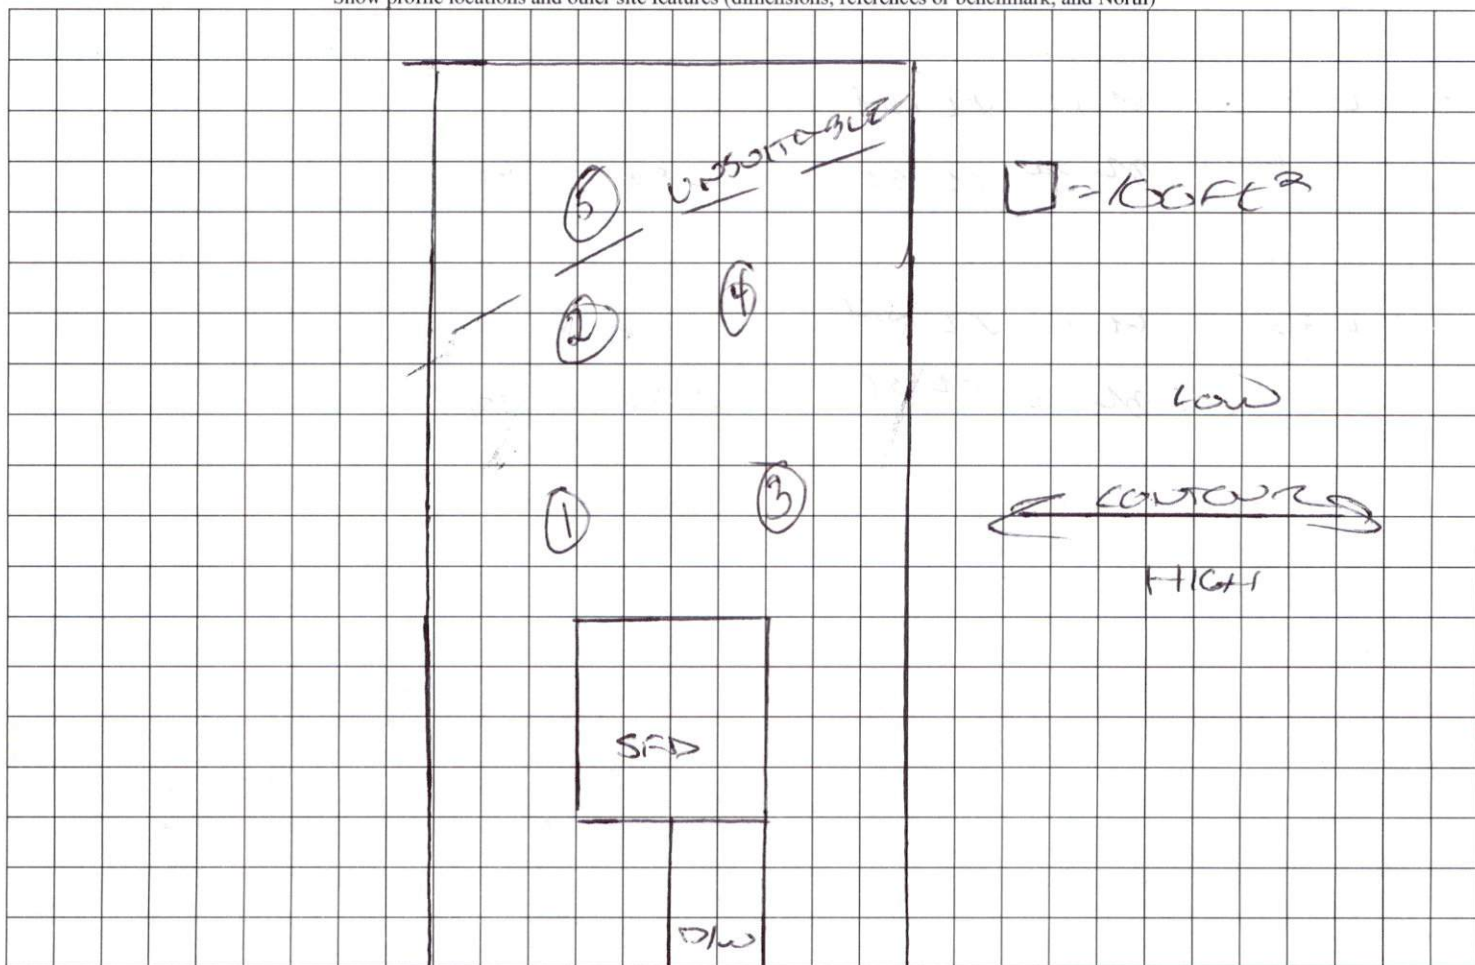 Show profile locations and other site features (dimensions, references or benchmark, and North)
UNSUITABLE
5
□ = 100Ft²
4
2
LOW
CONTOUR
3
1
HIGH
SFD
D/W